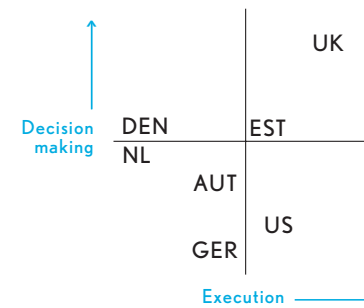 UK
Decision
making
DEN
EST
NL
AUT
US
GER
Execution